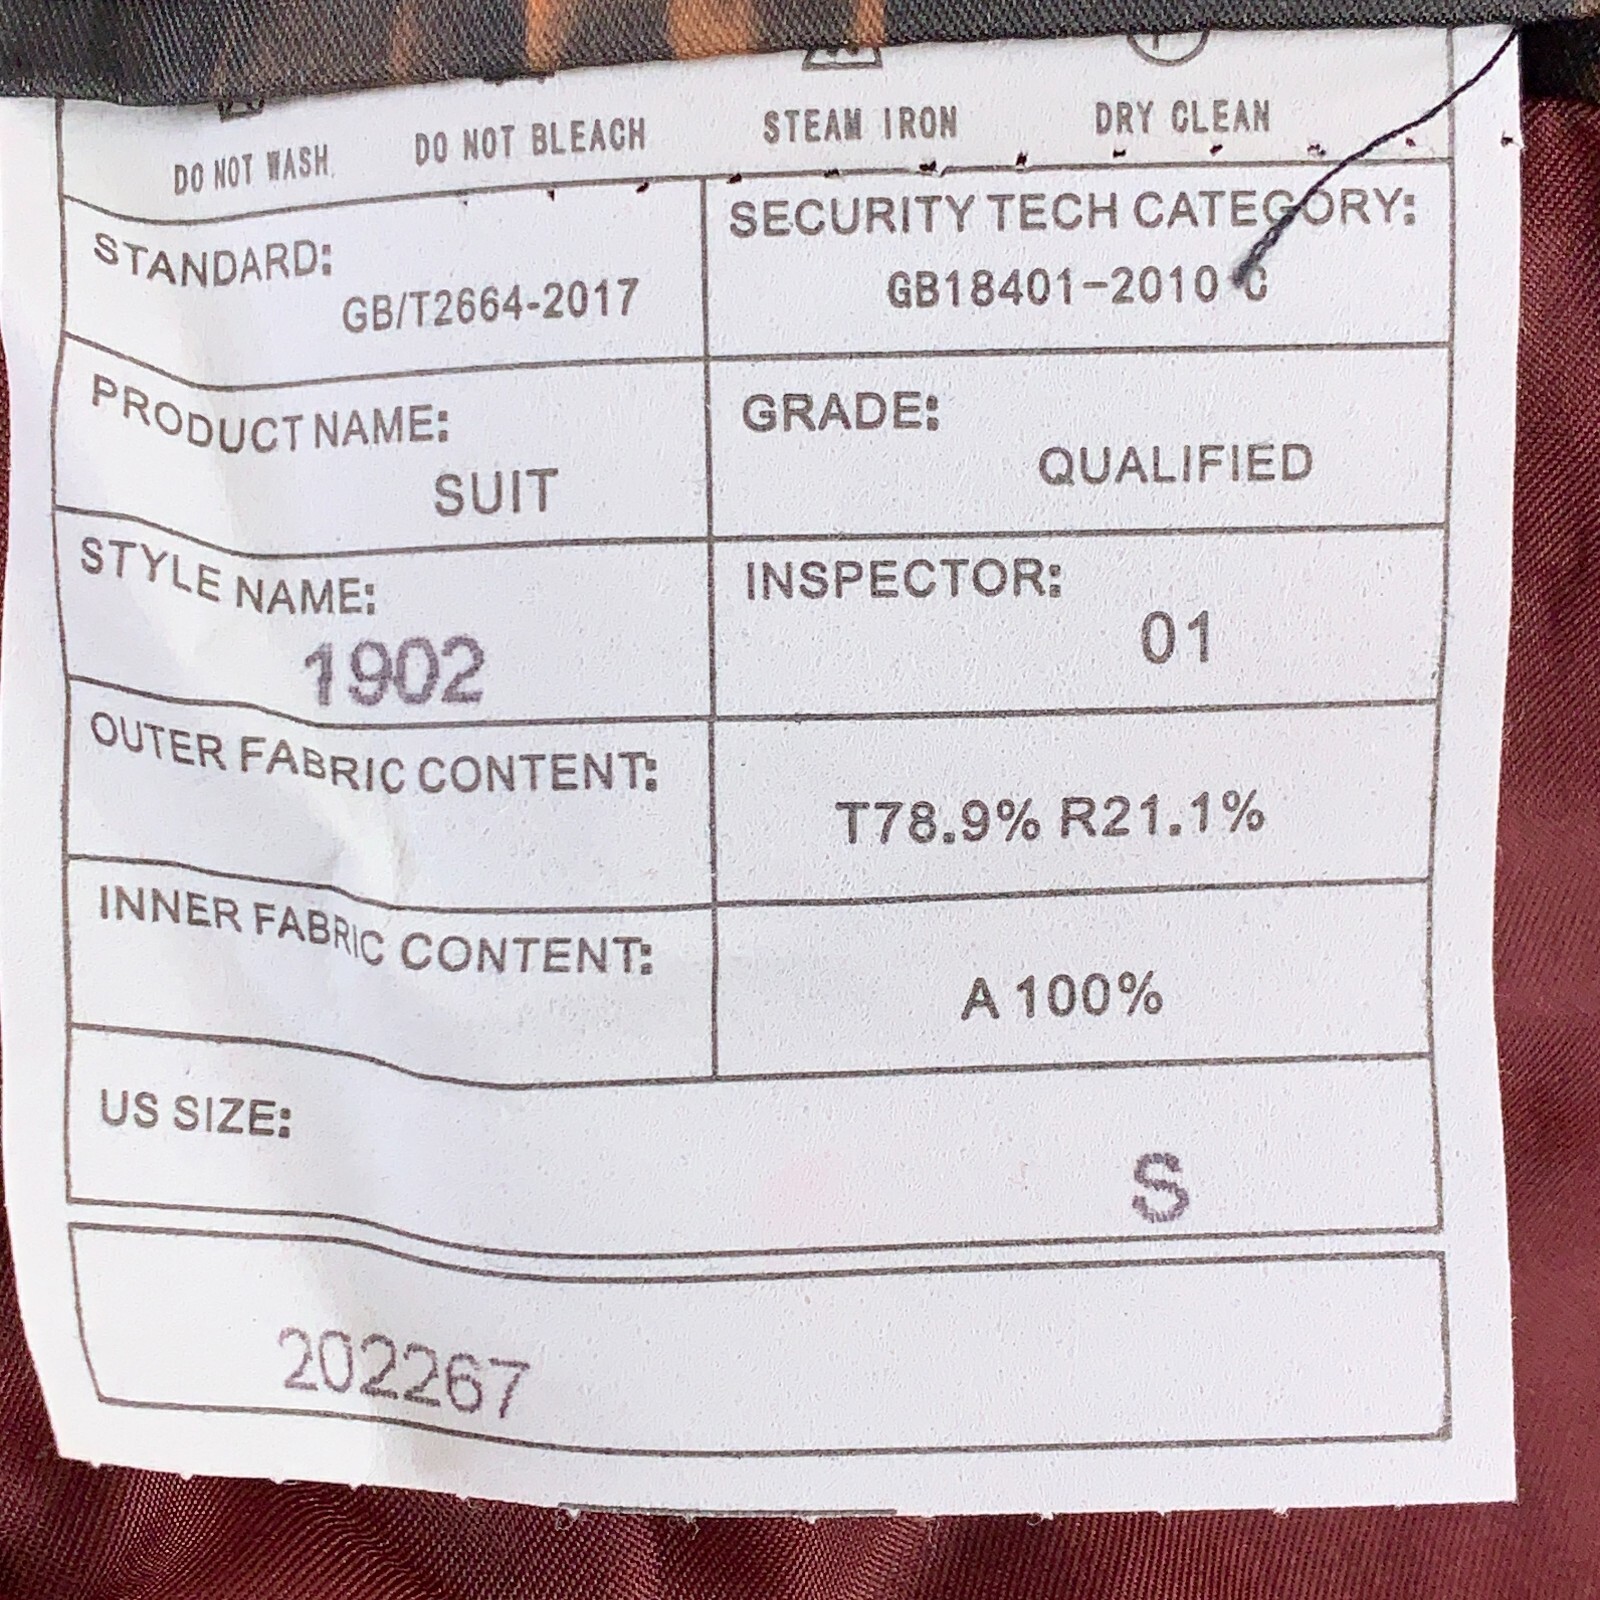 DO NOT WASH DO NOT BLEACH STEAM IRON DRY CLEAN
STANDARD:
GB/T2664-2017
SECURITY TECH CATEGORY:
GB18401-2010 C
PRODUCT NAME:
SUIT
GRADE:
QUALIFIED
STYLE NAME:
1902
INSPECTOR:
01
OUTER FABRIC CONTENT:
T78.9% R21.1%
INNER FABRIC CONTENT:
A 100%
US SIZE:
S
202267